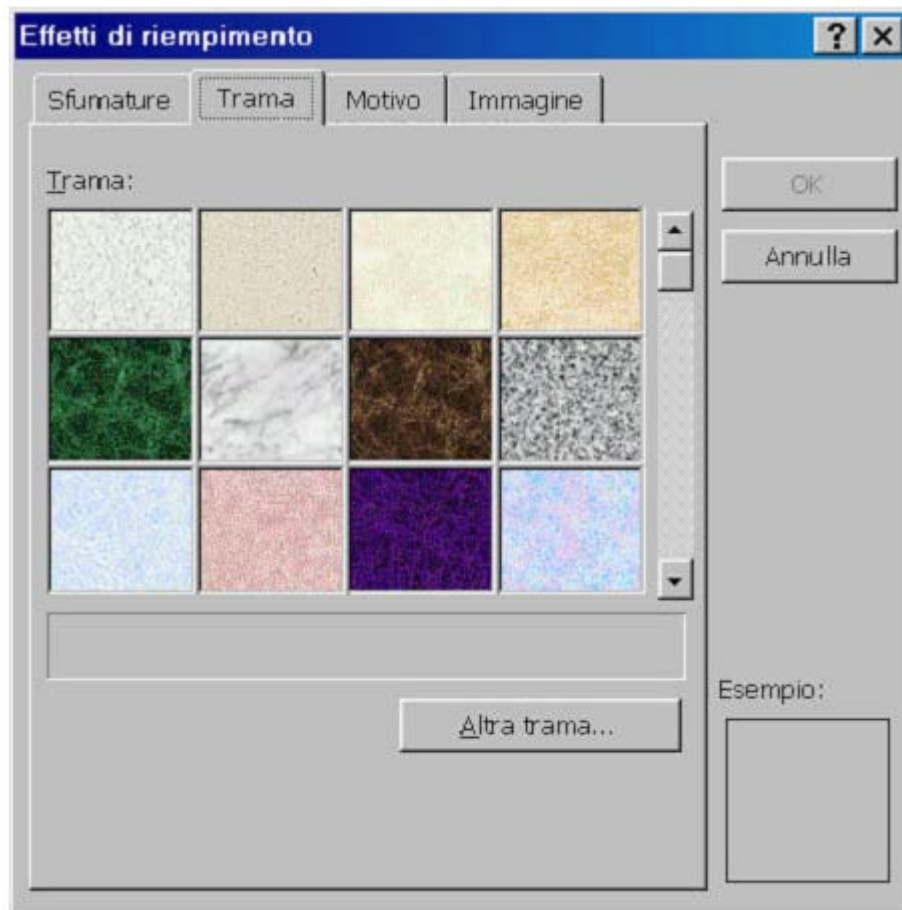 Effetti di riempimento
Sfumature Trama Motivo Immagine
Trama:
OK
Annulla
Esempio:
Altra trama...